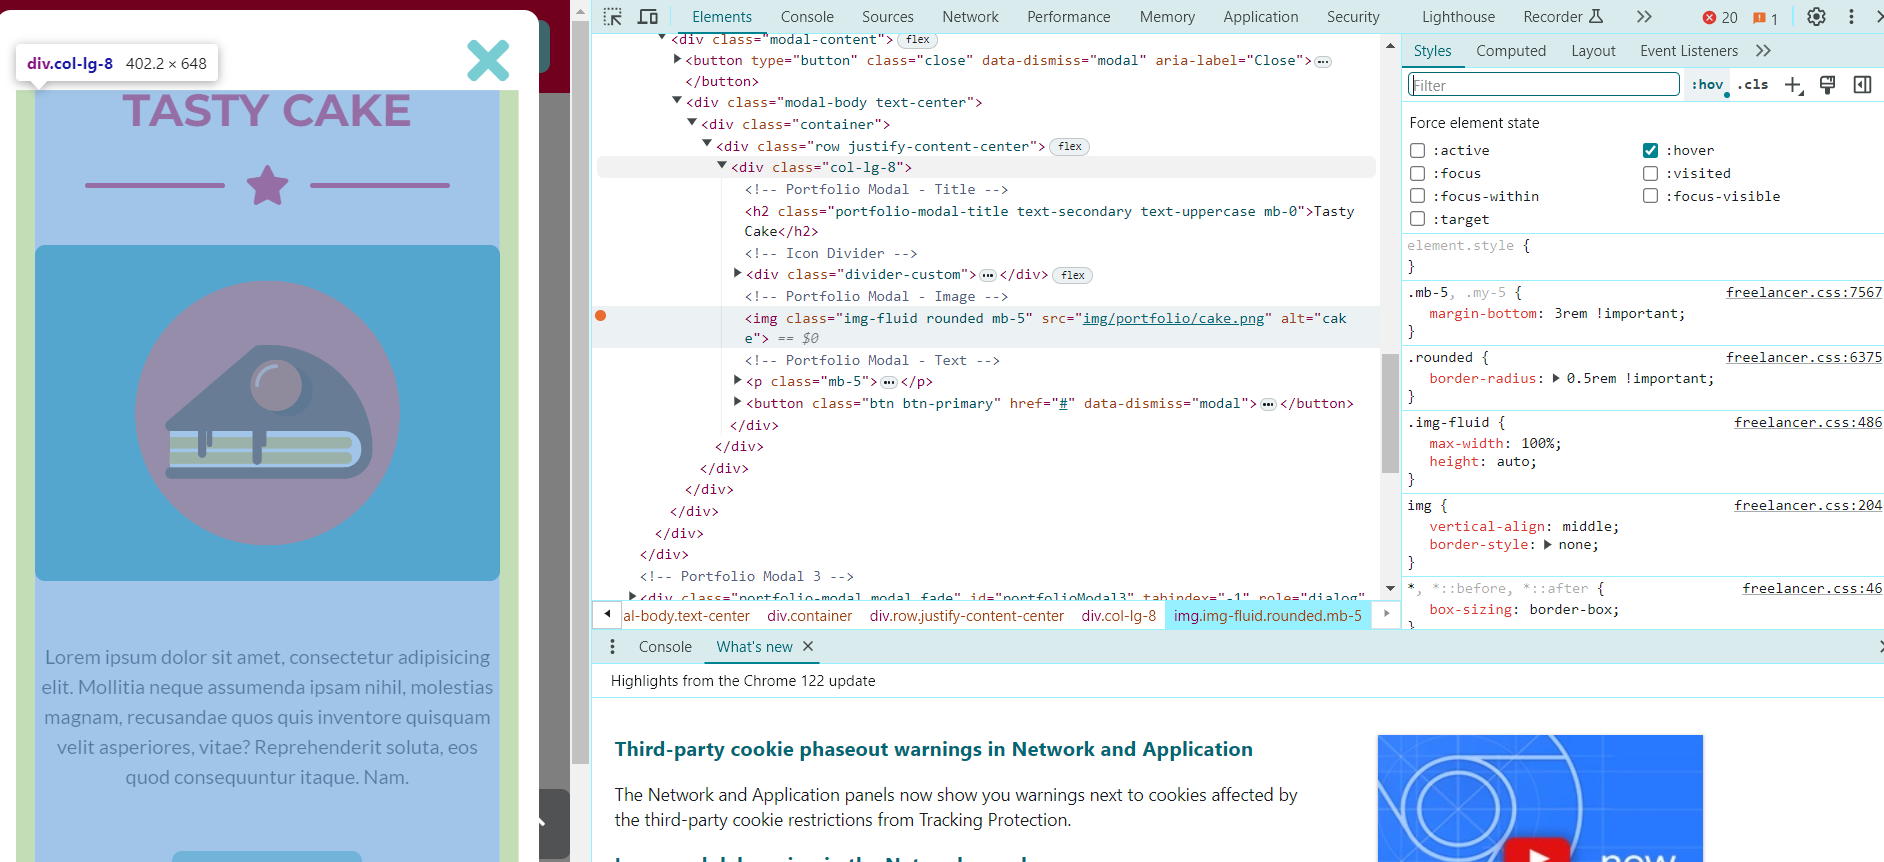 div.col-lg-8 402.2 × 648
TASTY CAKE
Lorem ipsum dolor sit amet, consectetur adipisicing
elit. Mollitia neque assumenda ipsam nihil, molestias
magnam, recusandae quos quis inventore quisquam
velit asperiores, vitae? Reprehenderit soluta, eos
quod consequuntur itaque. Nam.
Elements Console Sources Network Performance Memory Application Security Lighthouse Recorder 20 1
<div class="modal-content"> flex
<button type="button" class="close" data-dismiss="modal" aria-label="Close">
</button>
<div class="modal-body text-center">
<div class="container">
<div class="row justify-content-center"> flex
<div class="col-lg-8">
<!-- Portfolio Modal - Title -->
<h2 class="portfolio-modal-title text-secondary text-uppercase mb-0">Tasty
Cake</h2>
<!-- Icon Divider -->
<div class="divider-custom"> ⋯ </div> flex
<!-- Portfolio Modal - Image -->
<img class="img-fluid rounded mb-5" src="img/portfolio/cake.png" alt="cak
e"> == $0
<!-- Portfolio Modal - Text -->
<p class="mb-5"> ⋯ </p>
<button class="btn btn-primary" href="#" data-dismiss="modal"> ⋯ </button>
</div>
</div>
</div>
</div>
</div>
</div>
</div>
<!-- Portfolio Modal 3 -->
<div class="portfolio-modal modal fade" id="portfolioModal3" tabindex="-1" role="dialog"
al-body.text-center div.container div.row.justify-content-center div.col-lg-8 img.img-fluid.rounded.mb-5
Styles Computed Layout Event Listeners
Filter :hov .cls
Force element state
:active :hover
:focus :visited
:focus-within :focus-visible
:target
element.style {
}
.mb-5, .my-5 { freelancer.css:7567
margin-bottom: 3rem !important;
}
.rounded { freelancer.css:6375
border-radius: 0.5rem !important;
}
.img-fluid { freelancer.css:486
max-width: 100%;
height: auto;
}
img { freelancer.css:204
vertical-align: middle;
border-style: none;
}
*, *::before, *::after { freelancer.css:46
box-sizing: border-box;
}
Console What's new
Highlights from the Chrome 122 update
Third-party cookie phaseout warnings in Network and Application
The Network and Application panels now show you warnings next to cookies affected by
the third-party cookie restrictions from Tracking Protection.
now